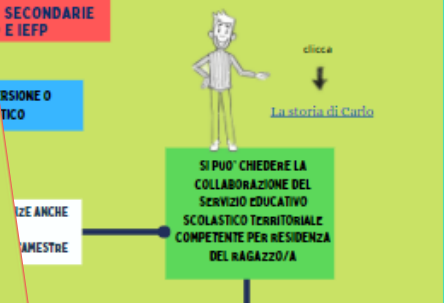 SECONDARIE
E IEFP
clicca
La storia di Carlo
SI PUO' CHIEDERE LA
COLLABORAZIONE DEL
SERVIZIO EDUCATIVO
SCOLASTICO TERRITORIALE
COMPETENTE PER RESIDENZA
DEL RAGAZZO/A
RSIONE O
TICO
IZE ANCHE
AMESTRE